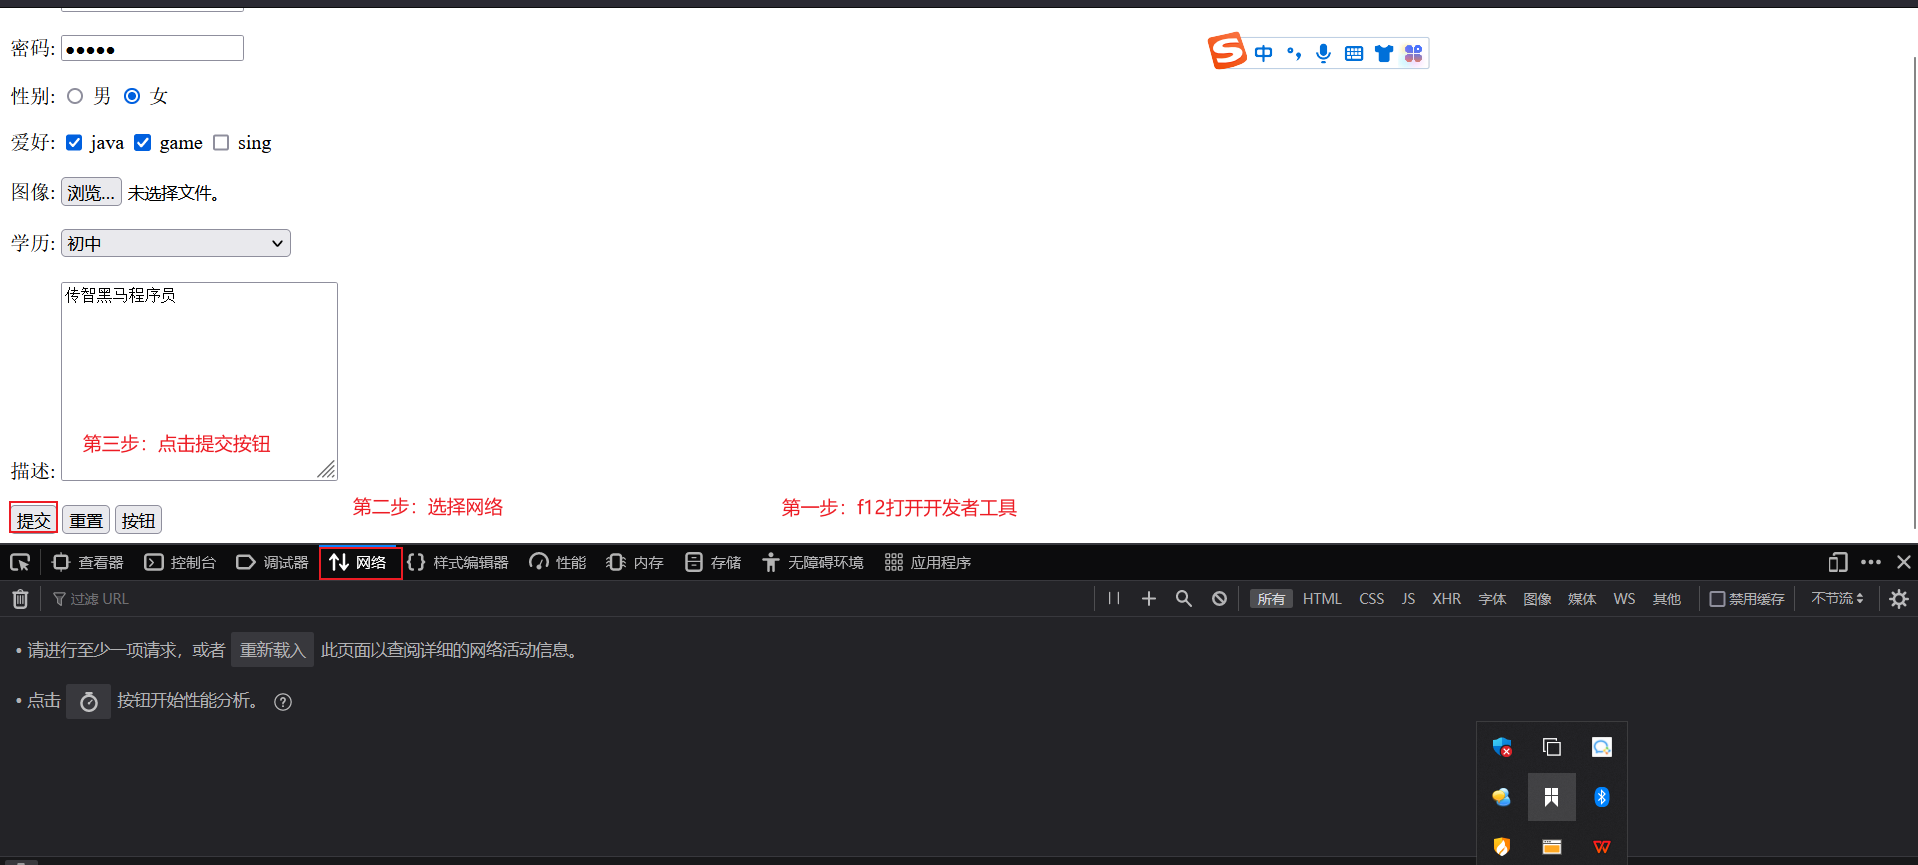 密码: ●●●●●
中
性别: 男 女
爱好: java game sing
图像: 浏览... 未选择文件。
学历: 初中
传智黑马程序员
第三步：点击提交按钮
描述:
第二步：选择网络
第一步：f12打开开发者工具
提交 重置 按钮
查看器 控制台 调试器 网络 样式编辑器 性能 内存 存储 无障碍环境 应用程序
过滤 URL
所有 HTML CSS JS XHR 字体 图像 媒体 WS 其他 禁用缓存 不节流
• 请进行至少一项请求，或者 重新载入 此页面以查阅详细的网络活动信息。
• 点击 按钮开始性能分析。